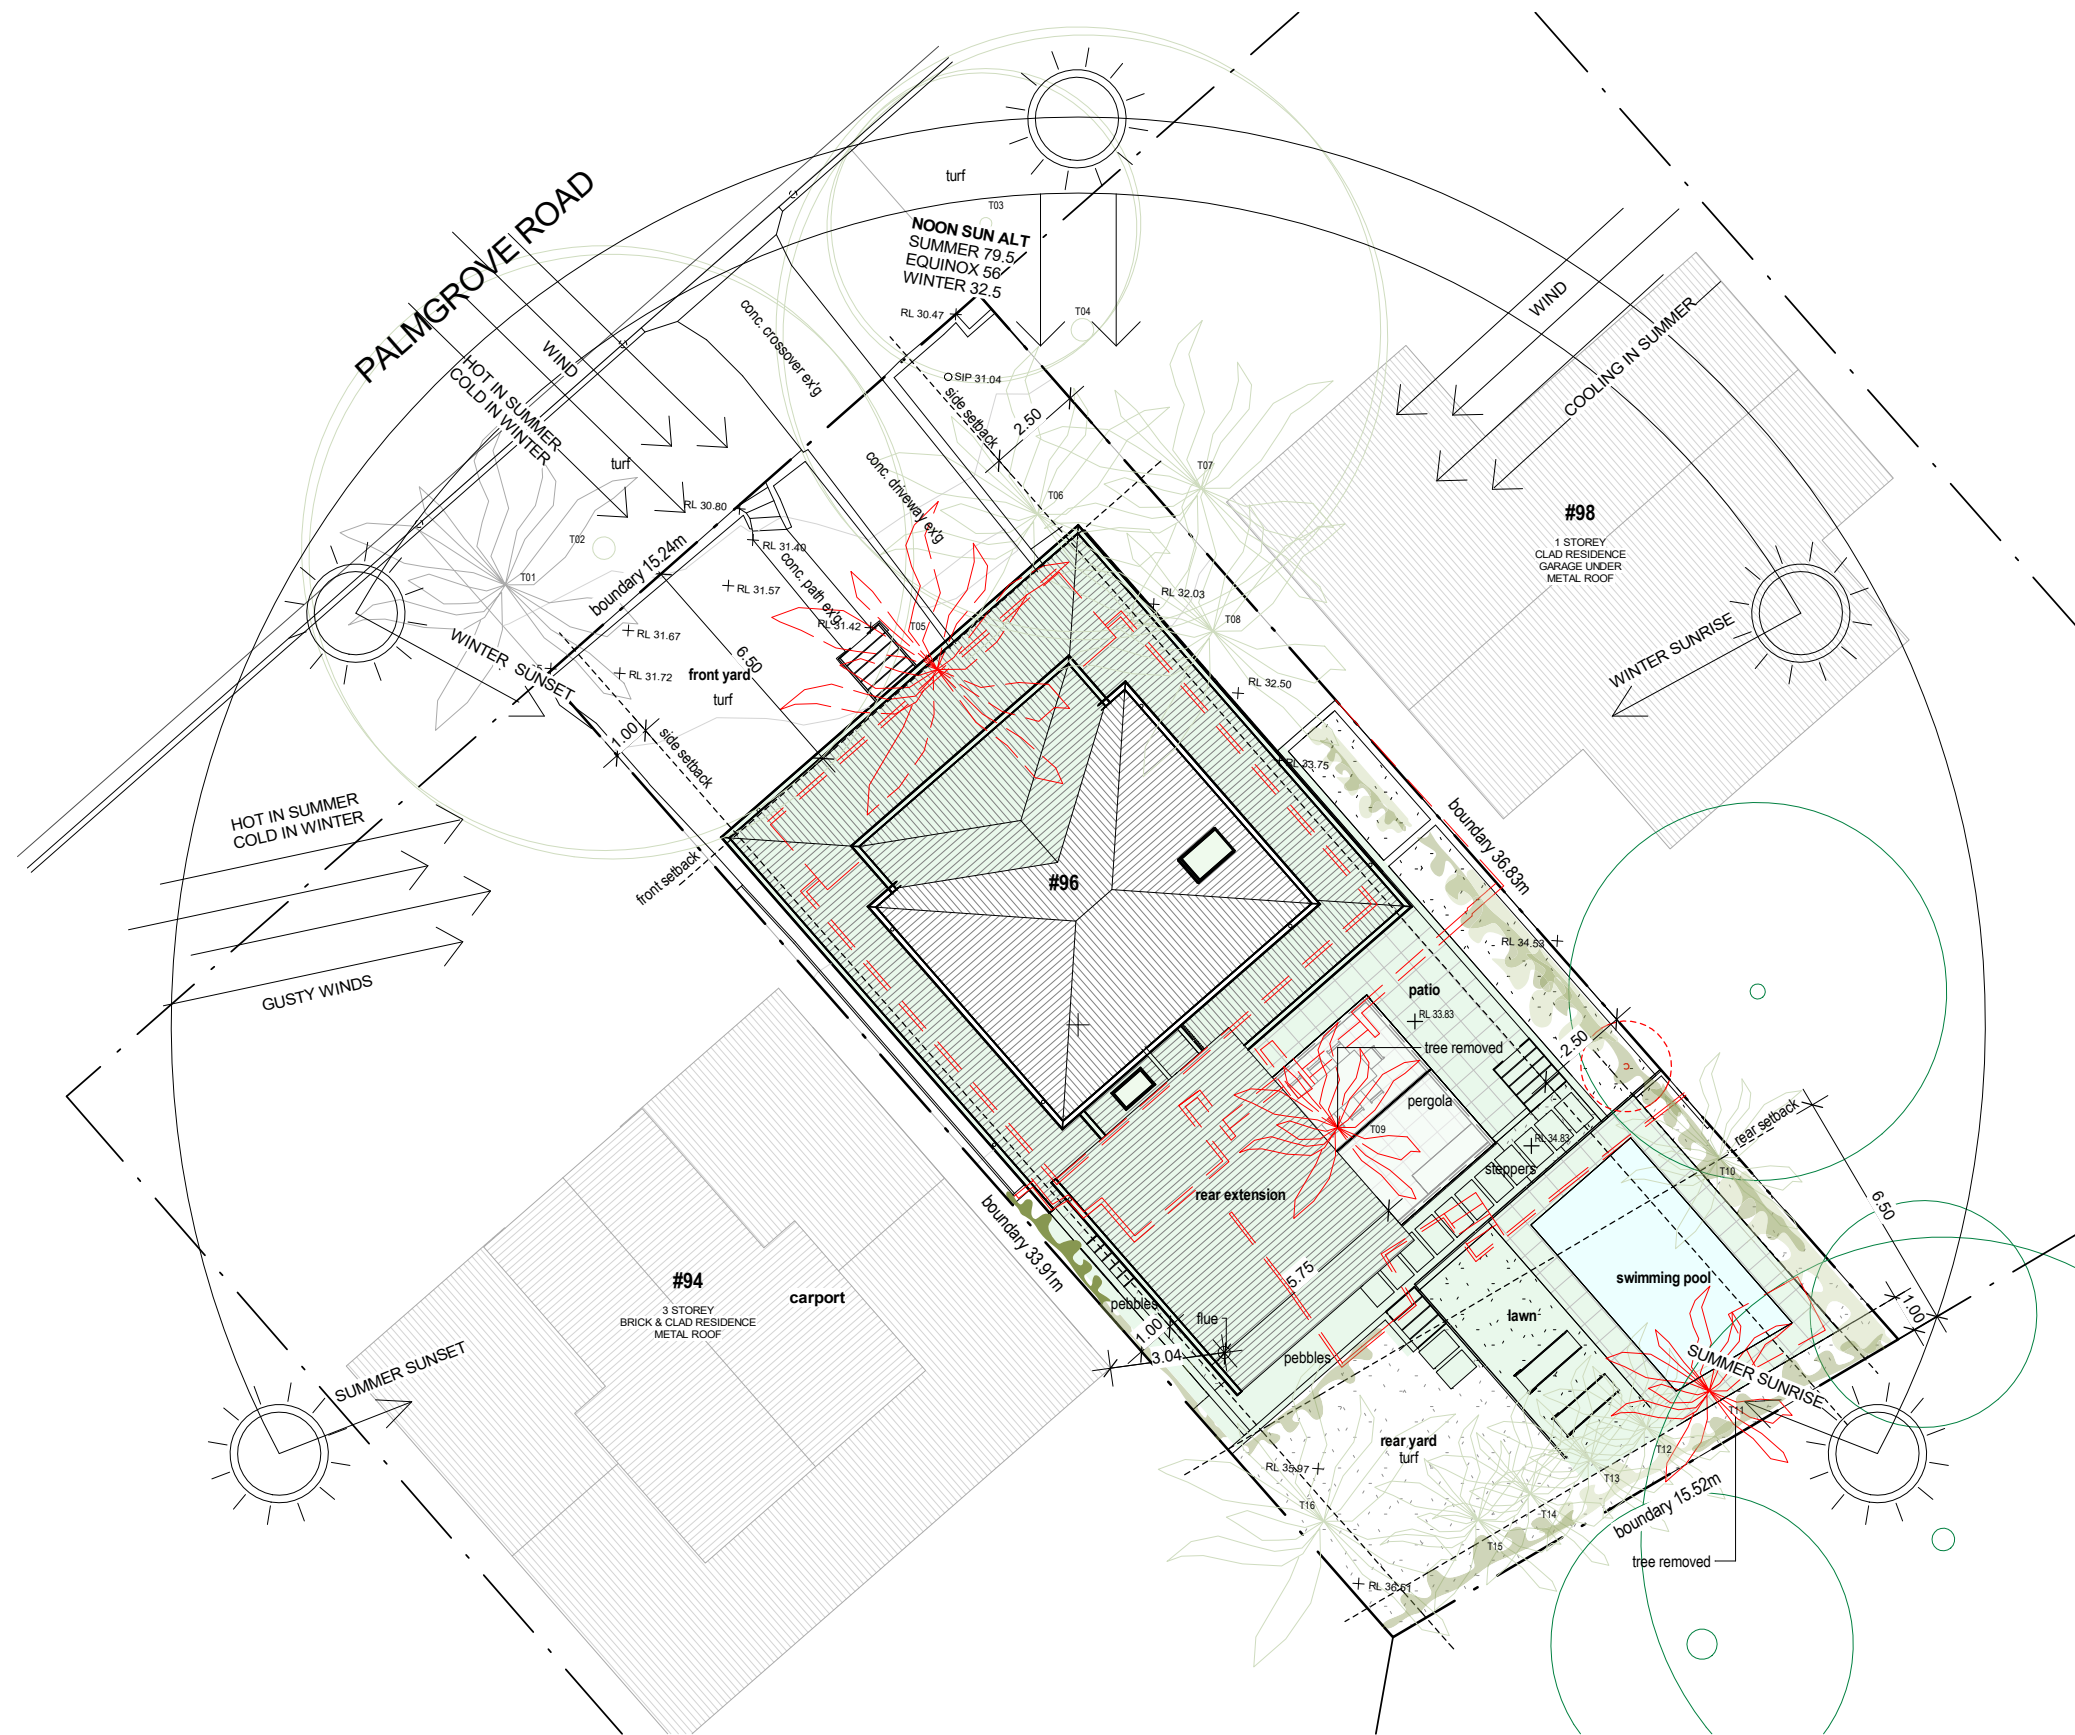 turf
T03
NOON SUN ALT
SUMMER 79.5
EQUINOX 56
WINTER 32.5
PALMGROVE ROAD
WIND
HOT IN SUMMER
COLD IN WINTER
turf
conc. crossover ex'g
RL 30.47
T04
SIP 31.04
side setback
2.50
WIND
COOLING IN SUMMER
conc. driveway ex'g
T07
T06
#98
1 STOREY
CLAD RESIDENCE
GARAGE UNDER
METAL ROOF
RL 30.80
RL 31.40
T02
T01
boundary 15.24m
conc. path ex'g
RL 31.57
RL 31.42
T05
RL 32.03
T08
RL 31.67
RL 31.72
6.50
front yard
turf
WINTER SUNSET
WINTER SUNRISE
RL 32.50
1.00
side setback
RL 33.75
HOT IN SUMMER
COLD IN WINTER
GUSTY WINDS
front setback
#96
boundary 36.83m
RL 34.53
patio
RL 33.83
tree removed
2.50
pergola
T09
RL 34.83
steppers
rear setback
T10
6.50
rear extension
boundary 33.91m
5.75
#94
3 STOREY
BRICK & CLAD RESIDENCE
METAL ROOF
carport
pebbles
flue
1.00
3.04
pebbles
swimming pool
lawn
1.00
SUMMER SUNSET
SUMMER SUNRISE
T11
T12
T13
rear yard
turf
RL 35.97
T16
T14
T15
boundary 15.52m
tree removed
RL 36.51